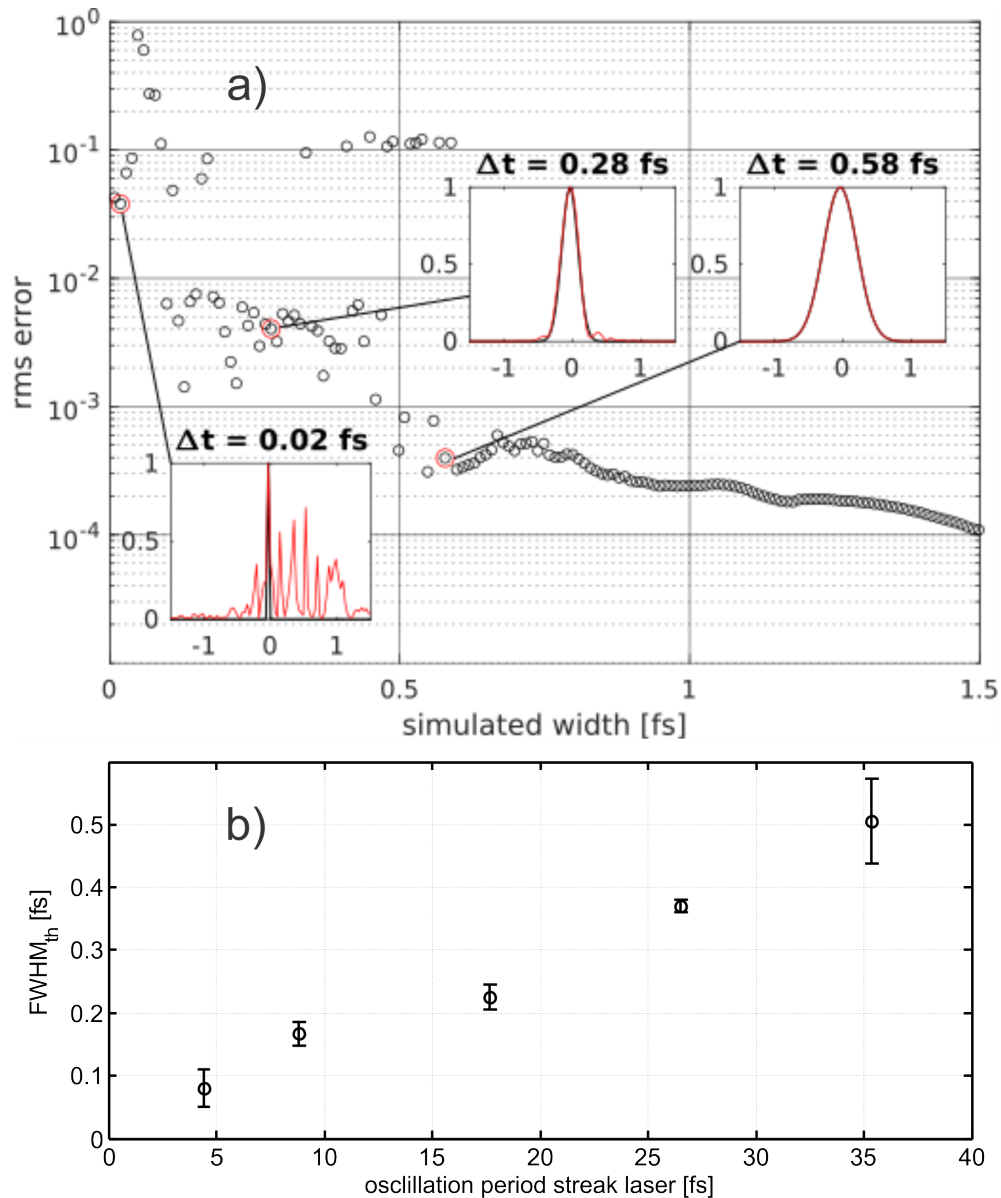 a)
10^0
10^-1
10^-2
10^-3
10^-4
rms error
Δt = 0.28 fs
1
0.5
0
-1 0 1
Δt = 0.58 fs
1
0.5
0
-1 0 1
Δt = 0.02 fs
1
0.5
0
-1 0 1
0 0.5 1 1.5
simulated width [fs]
b)
0.5
0.4
0.3
0.2
0.1
0
FWHM_th [fs]
0 5 10 15 20 25 30 35 40
osclillation period streak laser [fs]